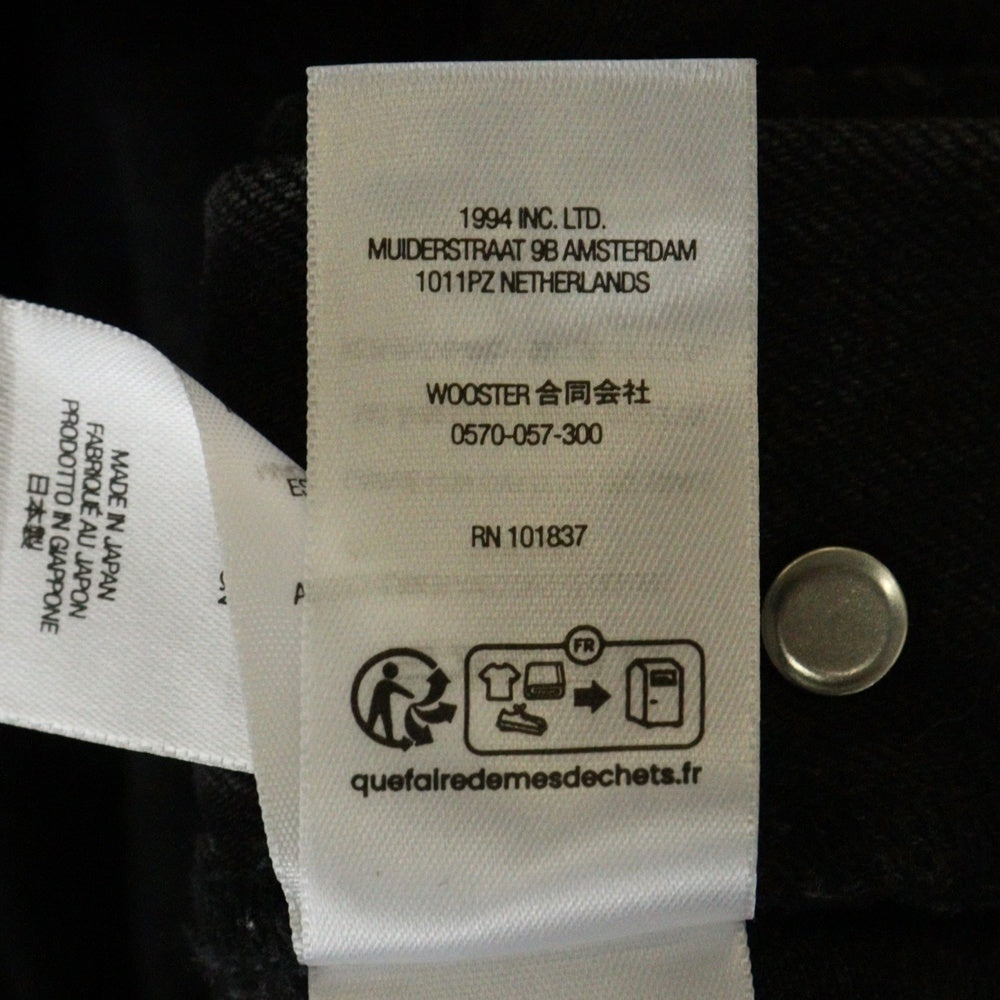 1994 INC. LTD.
MUIDERSTRAAT 9B AMSTERDAM
1011PZ NETHERLANDS
WOOSTER 合同会社
0570-057-300
RN 101837
FR
quefairedemesdechets.fr
MADE IN JAPAN
FABRIQUÉ AU JAPON
PRODOTTO IN GIAPPONE
日本製